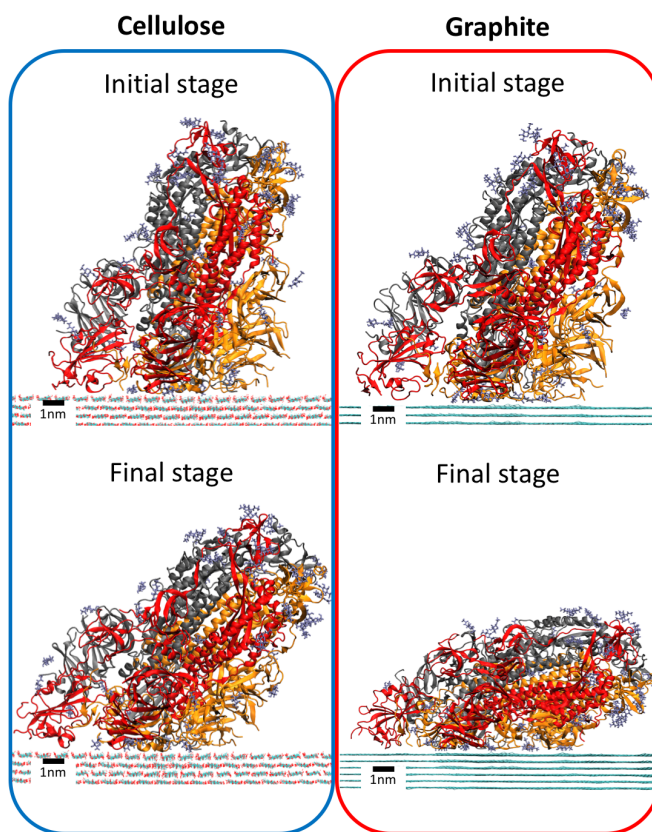 Cellulose
Initial stage
1nm
Final stage
1nm
Graphite
Initial stage
1nm
Final stage
1nm